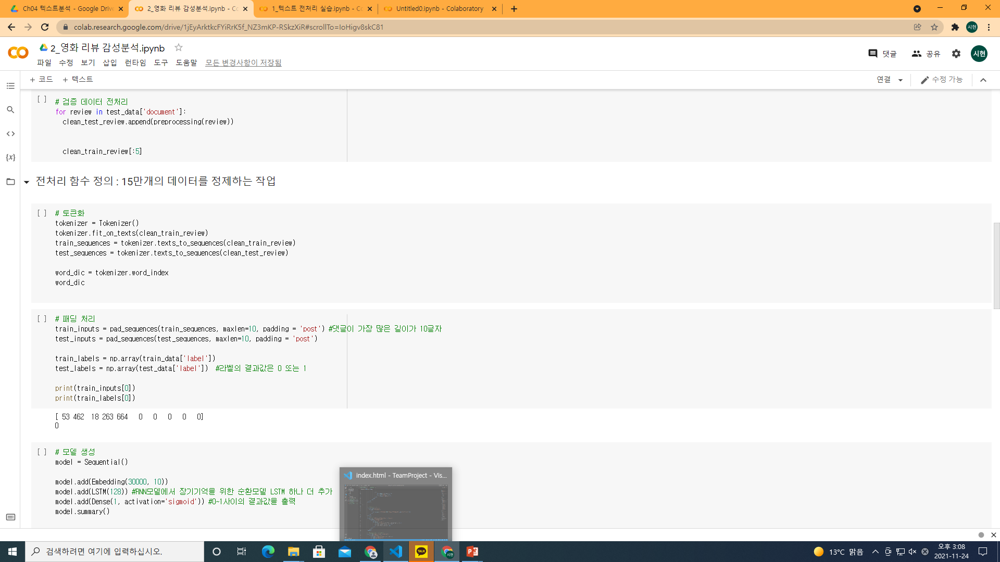 Ch04 텍스트분석 - Google Drive
2_영화 리뷰 감성분석.ipynb - Co
1_텍스트 전처리 실습.ipynb - Co
Untitled0.ipynb - Colaboratory
colab.research.google.com/drive/1jEyArktkcFYiRrK5f_NZ3mKP-RSkzXiR#scrollTo=IoHigv8skC81
시현
2_영화 리뷰 감성분석.ipynb
댓글
공유
시현
파일 수정 보기 삽입 런타임 도구 도움말 모든 변경사항이 저장됨
+ 코드 + 텍스트
연결
수정 가능
[ ] # 검증 데이터 전처리
for review in test_data['document']:
clean_test_review.append(preprocessing(review))
clean_train_review[:5]
전처리 함수 정의 : 15만개의 데이터를 정제하는 작업
[ ] # 토큰화
tokenizer = Tokenizer()
tokenizer.fit_on_texts(clean_train_review)
train_sequences = tokenizer.texts_to_sequences(clean_train_review)
test_sequences = tokenizer.texts_to_sequences(clean_test_review)
word_dic = tokenizer.word_index
word_dic
[ ] # 패딩 처리
train_inputs = pad_sequences(train_sequences, maxlen=10, padding = 'post') #댓글이 가장 많은 길이가 10글자
test_inputs = pad_sequences(test_sequences, maxlen=10, padding = 'post')
train_labels = np.array(train_data['label'])
test_labels = np.array(test_data['label']) #라벨의 결과값은 0 또는 1
print(train_inputs[0])
print(train_labels[0])
[ 53 462 18 263 664 0 0 0 0 0]
0
[ ] # 모델 생성
model = Sequential()
model.add(Embedding(30000, 10))
model.add(LSTM(128)) #RNN모델에서 장기기억을 위한 순환모델 LSTM 하나 더 추가
model.add(Dense(1, activation='sigmoid')) #0~1사이의 결과값을 출력
model.summary()
index.html - TeamProject - Vis...
검색하려면 여기에 입력하십시오.
TALK
시현
13°C 맑음
오후 3:08
2021-11-24